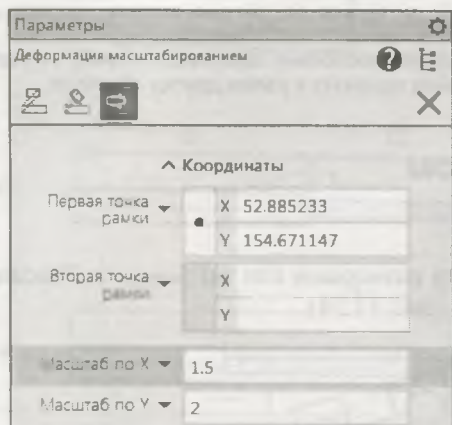 Параметры
Деформация масштабированием
Координаты
Первая точка рамки
X 52.885233
Y 154.671147
Вторая точка рамки
X
Y
Масштаб по X 1.5
Масштаб по Y 2